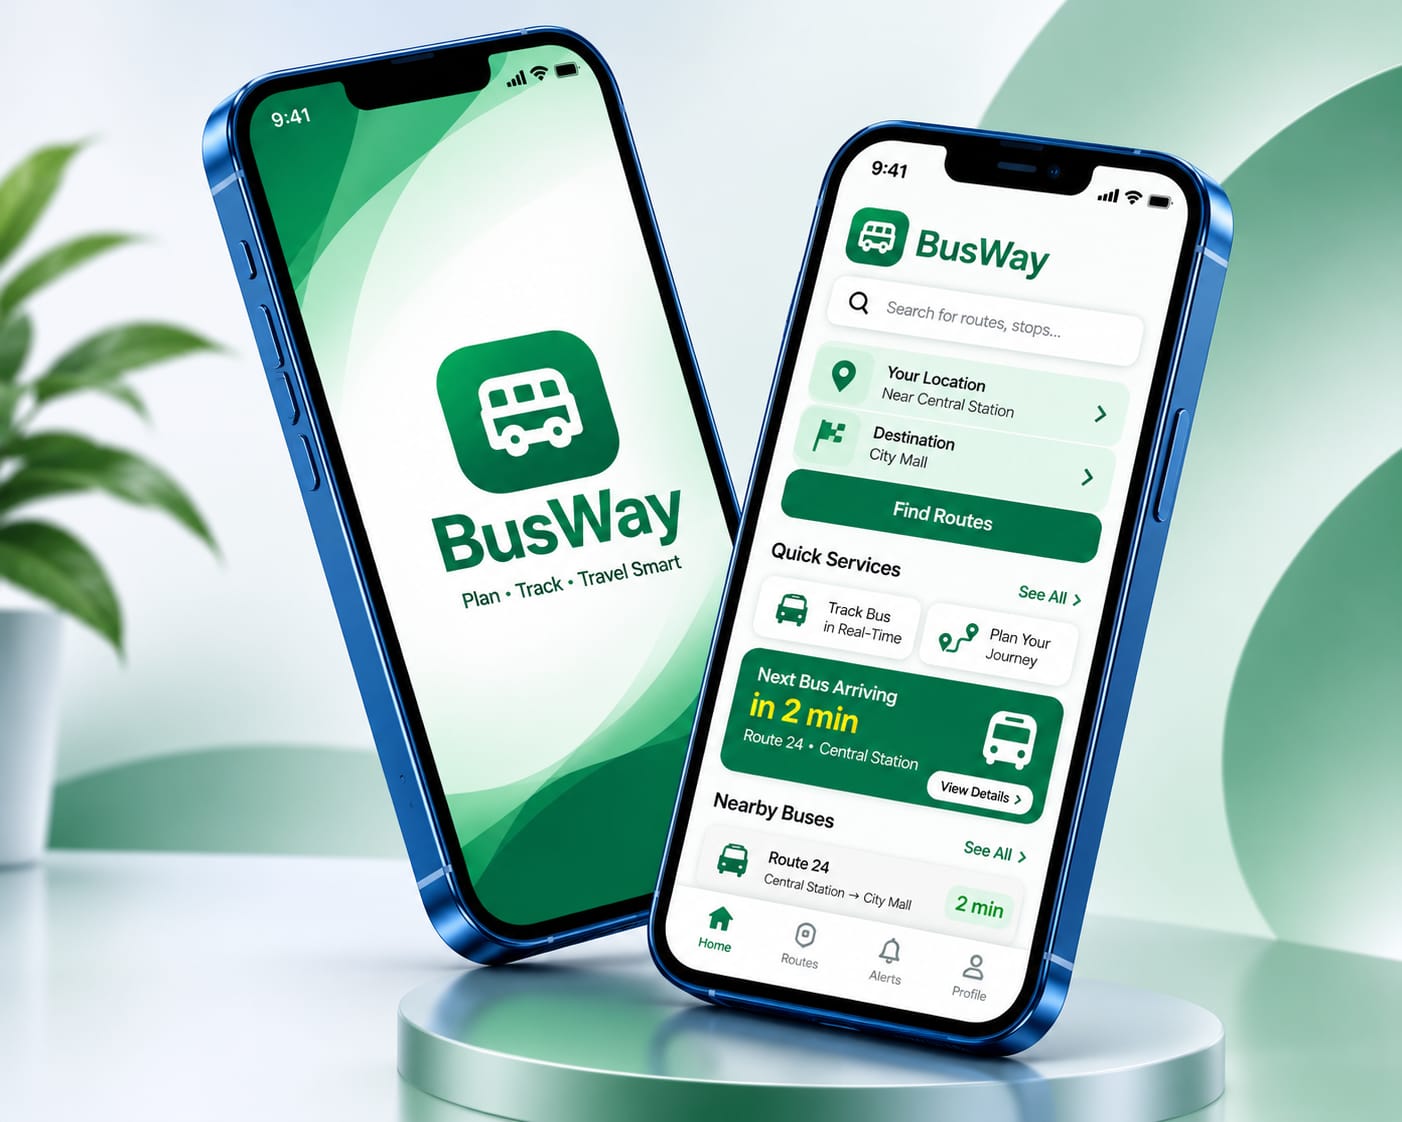 9:41
BusWay
Plan • Track • Travel Smart
9:41
BusWay
Search for routes, stops...
Your Location
Near Central Station
Destination
City Mall
Find Routes
Quick Services
See All
Track Bus
in Real-Time
Plan Your
Journey
Next Bus Arriving
in 2 min
Route 24 • Central Station
View Details
Nearby Buses
See All
Route 24
Central Station → City Mall
2 min
Home
Routes
Alerts
Profile